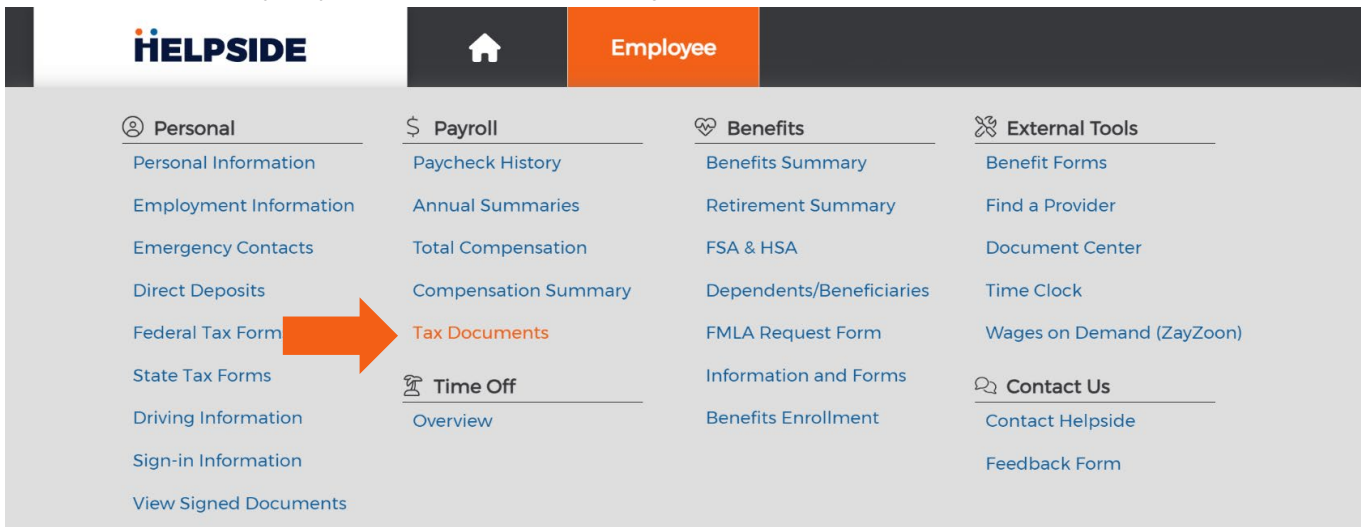 HELPSIDE
Employee
Personal
Personal Information
Employment Information
Emergency Contacts
Direct Deposits
Federal Tax Form
State Tax Forms
Driving Information
Sign-in Information
View Signed Documents
$ Payroll
Paycheck History
Annual Summaries
Total Compensation
Compensation Summary
Tax Documents
Time Off
Overview
Benefits
Benefits Summary
Retirement Summary
FSA & HSA
Dependents/Beneficiaries
FMLA Request Form
Information and Forms
Benefits Enrollment
External Tools
Benefit Forms
Find a Provider
Document Center
Time Clock
Wages on Demand (ZayZoon)
Contact Us
Contact Helpside
Feedback Form